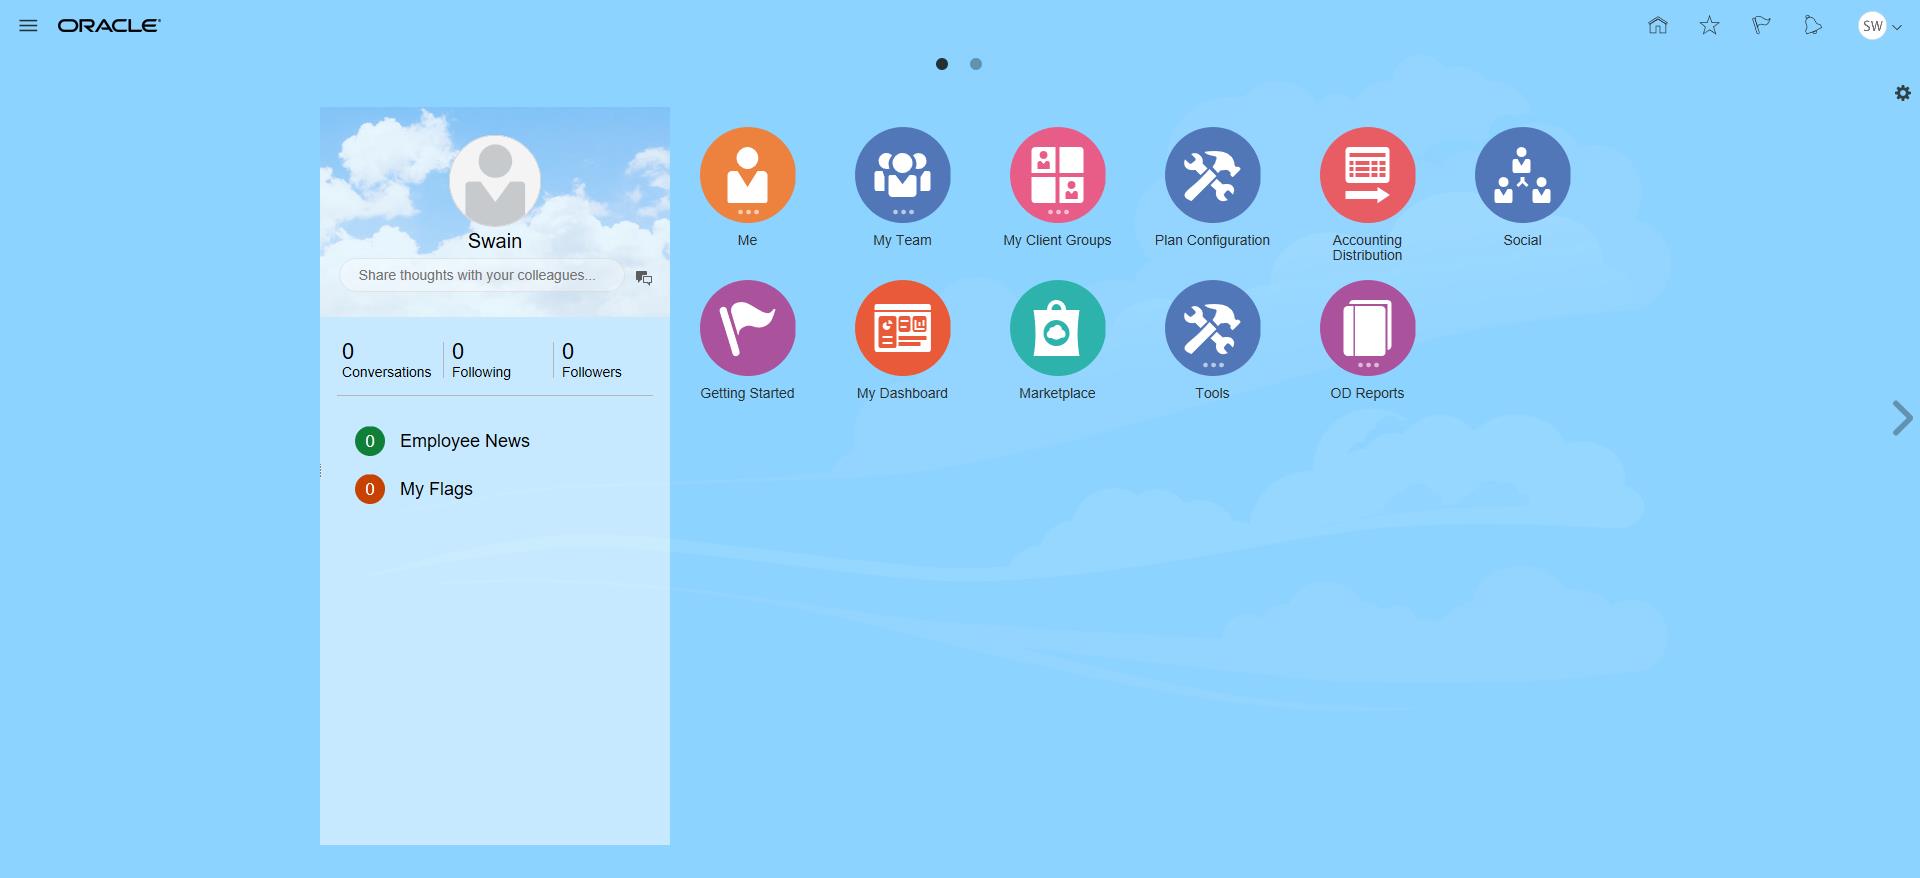 ORACLE
SW
Swain
Share thoughts with your colleagues...
0
Conversations
0
Following
0
Followers
0
Employee News
0
My Flags
Me
My Team
My Client Groups
Plan Configuration
Accounting
Distribution
Social
Getting Started
My Dashboard
Marketplace
Tools
OD Reports